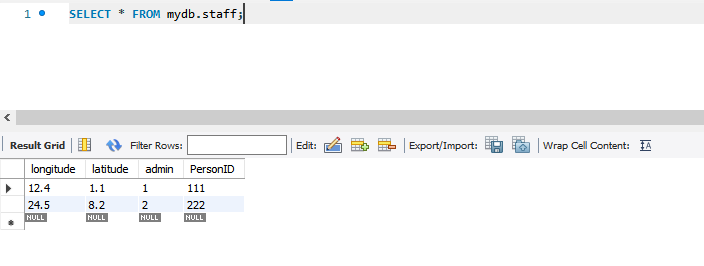 1 SELECT * FROM mydb.staff;
Result Grid Filter Rows: Edit: Export/Import: Wrap Cell Content:
longitude latitude admin PersonID
12.4 1.1 1 111
24.5 8.2 2 222
NULL NULL NULL NULL